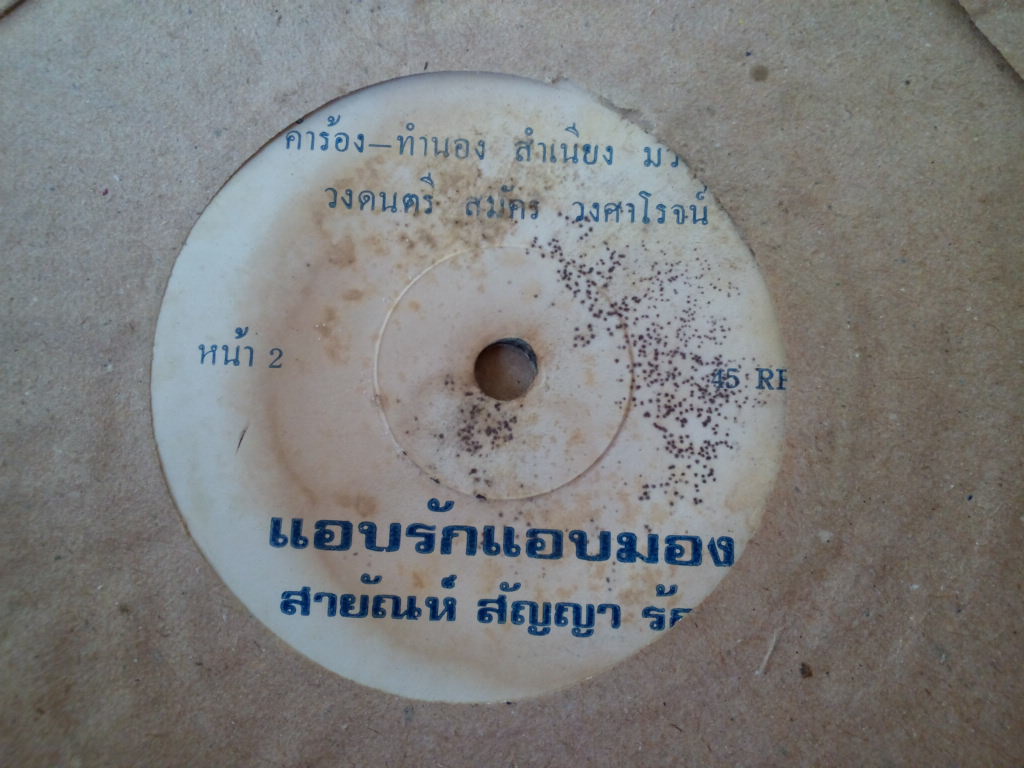 คำร้อง—ทำนอง สำเนียง
วงดนตรี สมัคร วงศาโรจน์
หน้า 2
45
แอบรักแอบมอง
สายัณห์ สัญญา